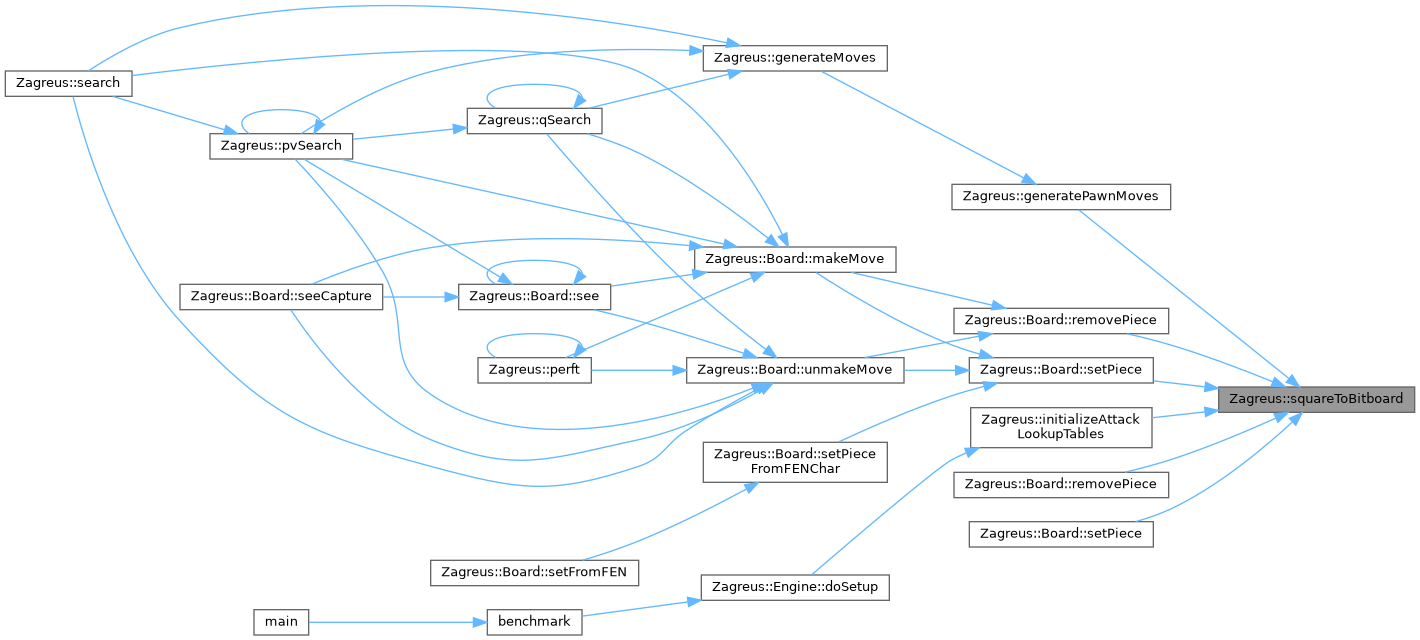 Zagreus::generateMoves
Zagreus::search
Zagreus::qSearch
Zagreus::pvSearch
Zagreus::generatePawnMoves
Zagreus::Board::makeMove
Zagreus::Board::seeCapture
Zagreus::Board::see
Zagreus::Board::removePiece
Zagreus::perft
Zagreus::Board::unmakeMove
Zagreus::Board::setPiece
Zagreus::squareToBitboard
Zagreus::initializeAttack
LookupTables
Zagreus::Board::setPiece
FromFENChar
Zagreus::Board::removePiece
Zagreus::Board::setPiece
Zagreus::Board::setFromFEN
Zagreus::Engine::doSetup
main
benchmark